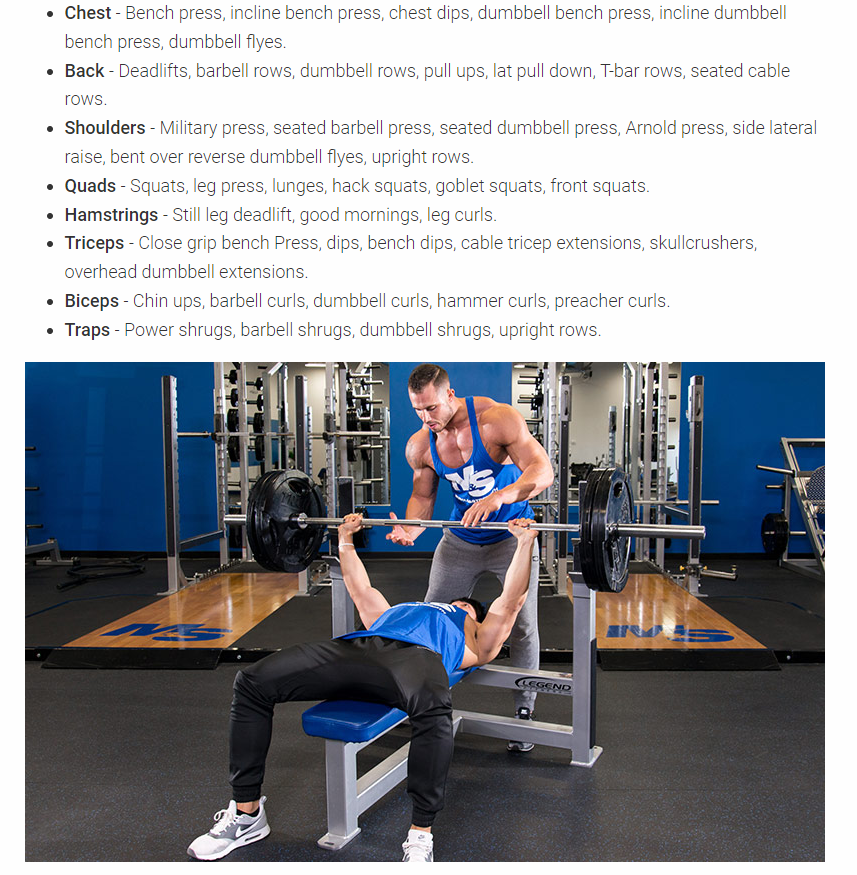 Chest - Bench press, incline bench press, chest dips, dumbbell bench press, incline dumbbell
bench press, dumbbell flyes.
Back - Deadlifts, barbell rows, dumbbell rows, pull ups, lat pull down, T-bar rows, seated cable
rows.
Shoulders - Military press, seated barbell press, seated dumbbell press, Arnold press, side lateral
raise, bent over reverse dumbbell flyes, upright rows.
Quads - Squats, leg press, lunges, hack squats, goblet squats, front squats.
Hamstrings - Still leg deadlift, good mornings, leg curls.
Triceps - Close grip bench Press, dips, bench dips, cable tricep extensions, skullcrushers,
overhead dumbbell extensions.
Biceps - Chin ups, barbell curls, dumbbell curls, hammer curls, preacher curls.
Traps - Power shrugs, barbell shrugs, dumbbell shrugs, upright rows.
M&S
M&S
M&S
LEGEND